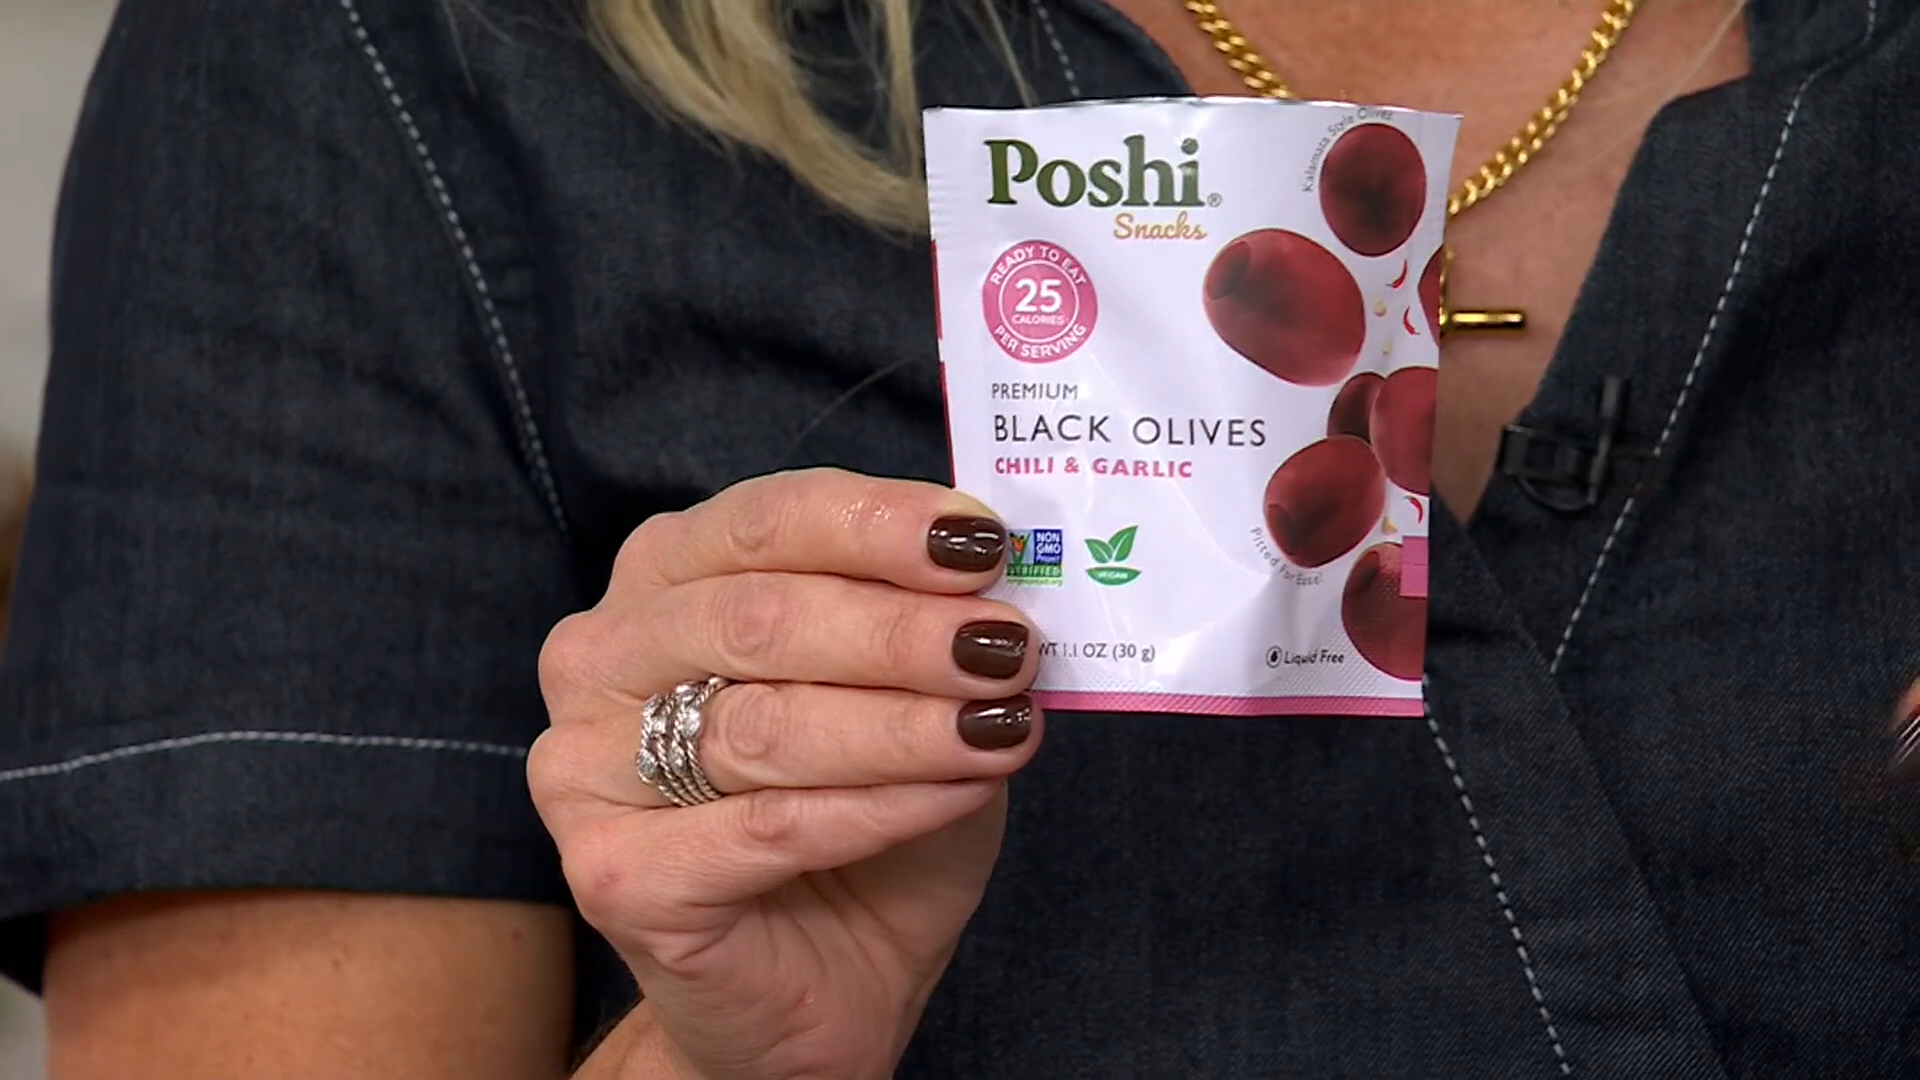 Poshi®
Snacks
Kalamata Style Olives
READY TO EAT
25
CALORIES
PER SERVING
PREMIUM
BLACK OLIVES
CHILI & GARLIC
NON
GMO
Project
VERIFIED
VEGAN
Pitted For Ease!
WT 1.1 OZ (30 g)
Liquid Free